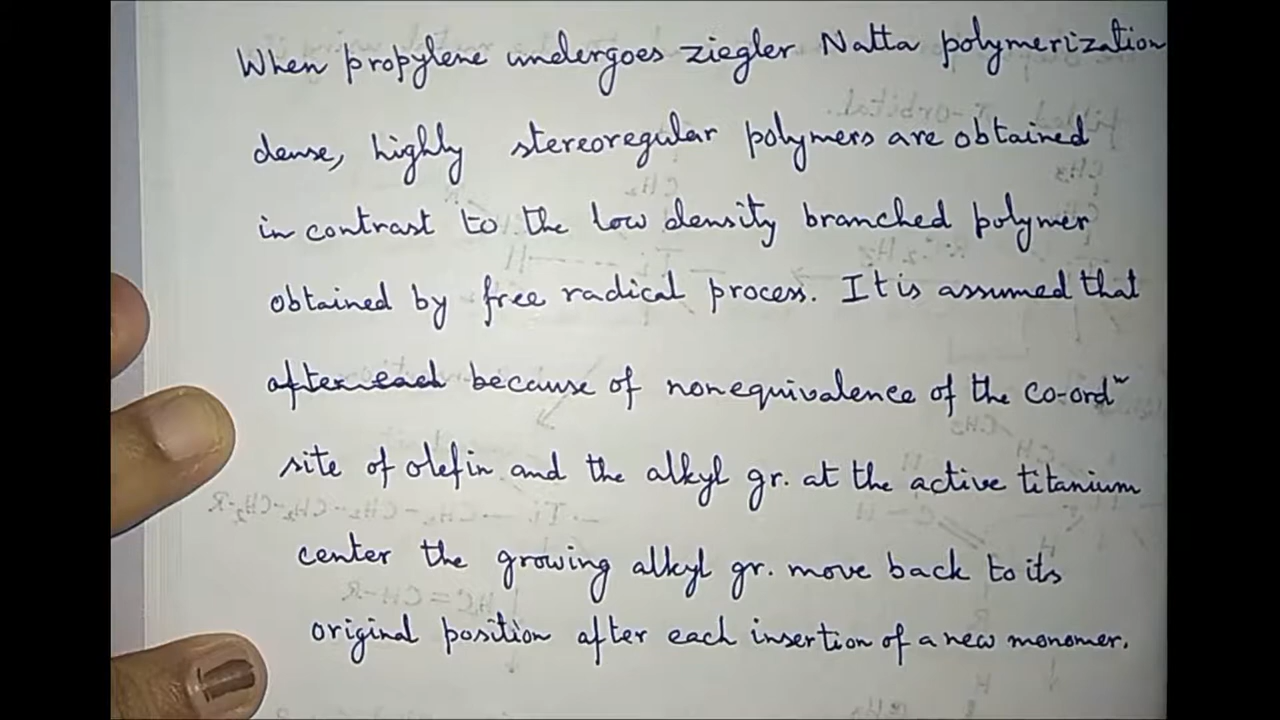 When propylene undergoes ziegler Natta polymerization
dense, highly stereoregular polymers are obtained
in contrast to the low density branched polymer
obtained by free radical process. It is assumed that
after each because of nonequivalence of the co-ordⁿ
site of olefin and the alkyl gr. at the active titanium
center the growing alkyl gr. move back to its
original position after each insertion of a new monomer.